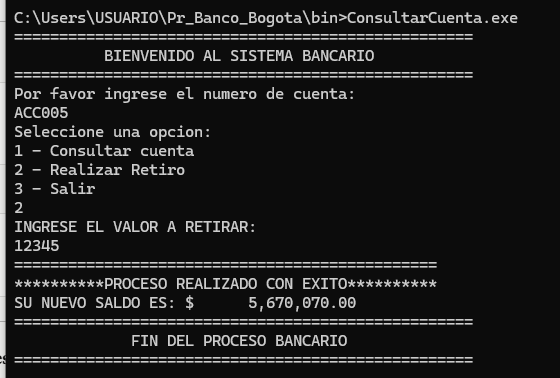 C:\Users\USUARIO\Pr_Banco_Bogota\bin>ConsultarCuenta.exe
===================================================
BIENVENIDO AL SISTEMA BANCARIO
===================================================
Por favor ingrese el numero de cuenta:
ACC005
Seleccione una opcion:
1 - Consultar cuenta
2 - Realizar Retiro
3 - Salir
2
INGRESE EL VALOR A RETIRAR:
12345
===============================================
**********PROCESO REALIZADO CON EXITO**********
SU NUEVO SALDO ES: $      5,670,070.00
===================================================
FIN DEL PROCESO BANCARIO
===================================================